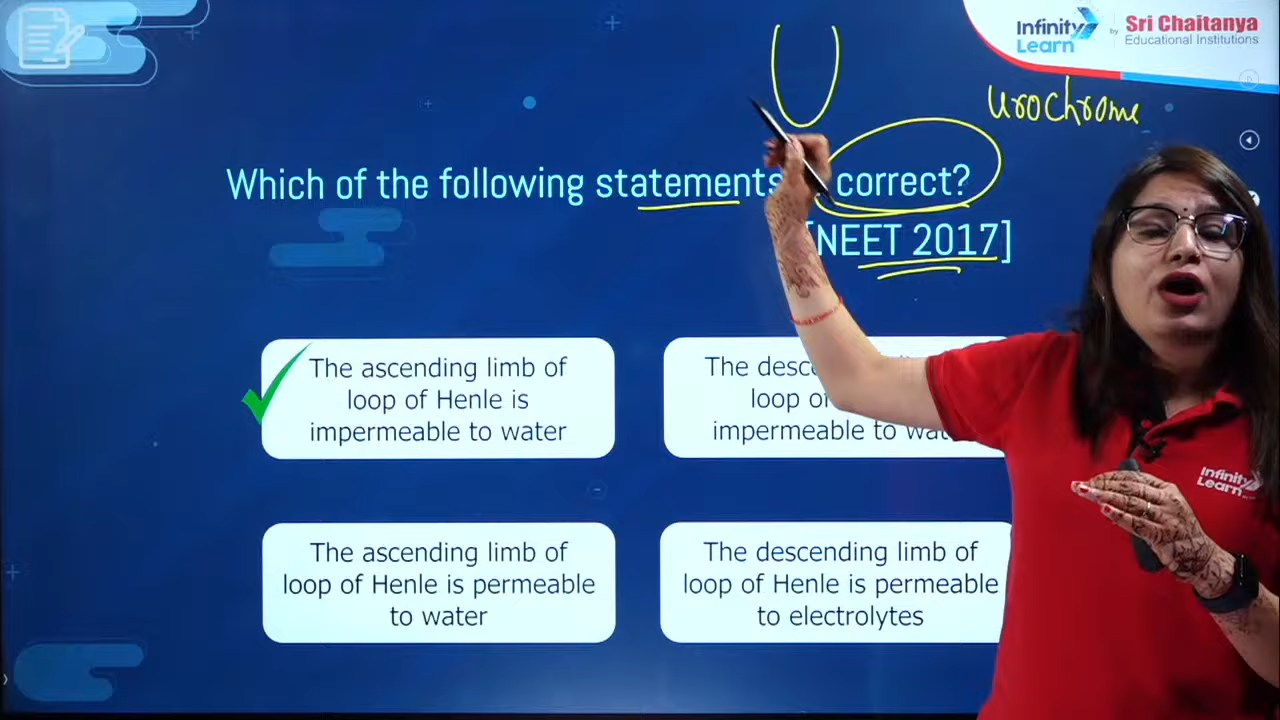 Infinity
Learn
by
Sri Chaitanya
Educational Institutions
urochrome
Which of the following statements correct?
[NEET 2017]
The ascending limb of
loop of Henle is
impermeable to water
The
loop
impermeable to
The ascending limb of
loop of Henle is permeable
to water
The descending limb of
loop of Henle is permeable
to electrolytes
Infinity
Learn